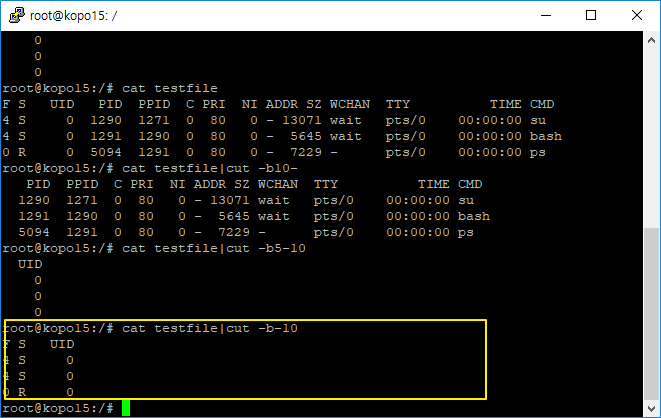 root@kopo15: /
0
0
0
root@kopo15:/# cat testfile
F S   UID   PID  PPID  C PRI  NI ADDR SZ WCHAN  TTY          TIME CMD
4 S     0  1290  1271  0  80   0 - 13071 wait   pts/0    00:00:00 su
4 S     0  1291  1290  0  80   0 -  5645 wait   pts/0    00:00:00 bash
0 R     0  5094  1291  0  80   0 -  7229 -      pts/0    00:00:00 ps
root@kopo15:/# cat testfile|cut -b10-
  PID  PPID  C PRI  NI ADDR SZ WCHAN  TTY          TIME CMD
 1290  1271  0  80   0 - 13071 wait   pts/0    00:00:00 su
 1291  1290  0  80   0 -  5645 wait   pts/0    00:00:00 bash
 5094  1291  0  80   0 -  7229 -      pts/0    00:00:00 ps
root@kopo15:/# cat testfile|cut -b5-10
  UID
    0
    0
    0
root@kopo15:/# cat testfile|cut -b-10
F S   UID
4 S     0
4 S     0
0 R     0
root@kopo15:/#